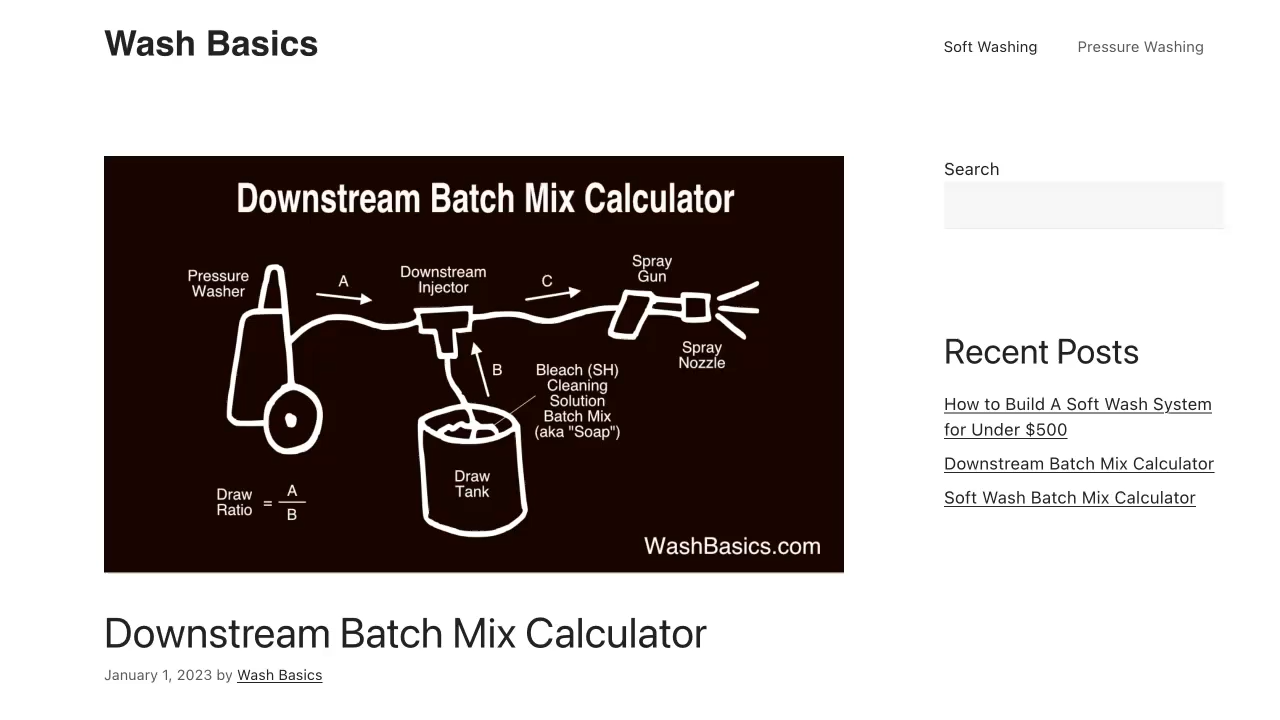 Wash Basics
Soft Washing
Pressure Washing
Downstream Batch Mix Calculator
Pressure
Washer
A
Downstream
Injector
C
Spray
Gun
Spray
Nozzle
B
Bleach (SH)
Cleaning
Solution
Batch Mix
(aka "Soap")
Draw
Tank
Draw
Ratio
=
A
B
WashBasics.com
Downstream Batch Mix Calculator
January 1, 2023 by Wash Basics
Search
Recent Posts
How to Build A Soft Wash System
for Under $500
Downstream Batch Mix Calculator
Soft Wash Batch Mix Calculator